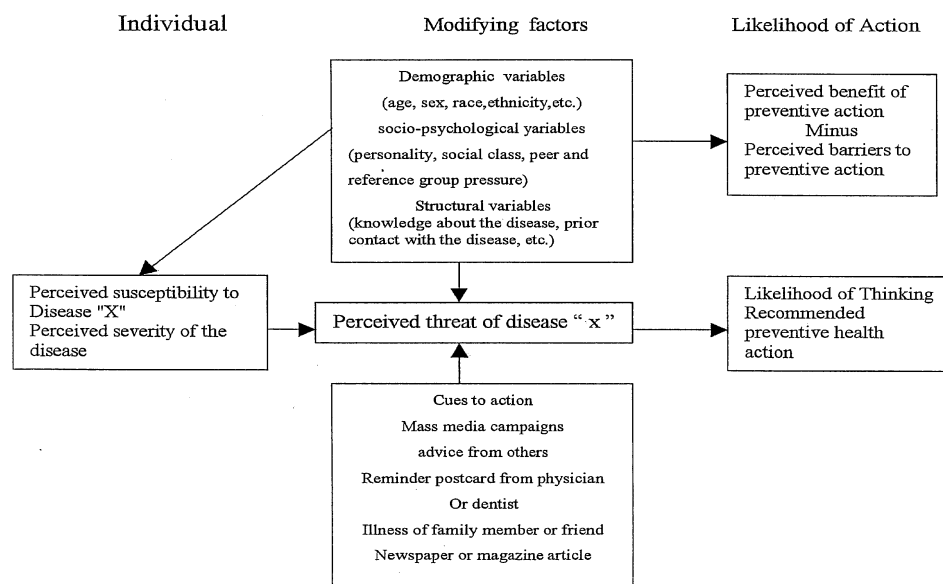 Individual
Modifying factors
Likelihood of Action
Demographic variables
(age, sex, race,ethnicity,etc.)
socio-psychological variables
(personality, social class, peer and
reference group pressure)
Structural variables
(knowledge about the disease, prior
contact with the disease, etc.)
Perceived benefit of
preventive action
Minus
Perceived barriers to
preventive action
Perceived susceptibility to
Disease "X"
Perceived severity of the
disease
Perceived threat of disease “ x ”
Likelihood of Thinking
Recommended
preventive health
action
Cues to action
Mass media campaigns
advice from others
Reminder postcard from physician
Or dentist
Illness of family member or friend
Newspaper or magazine article